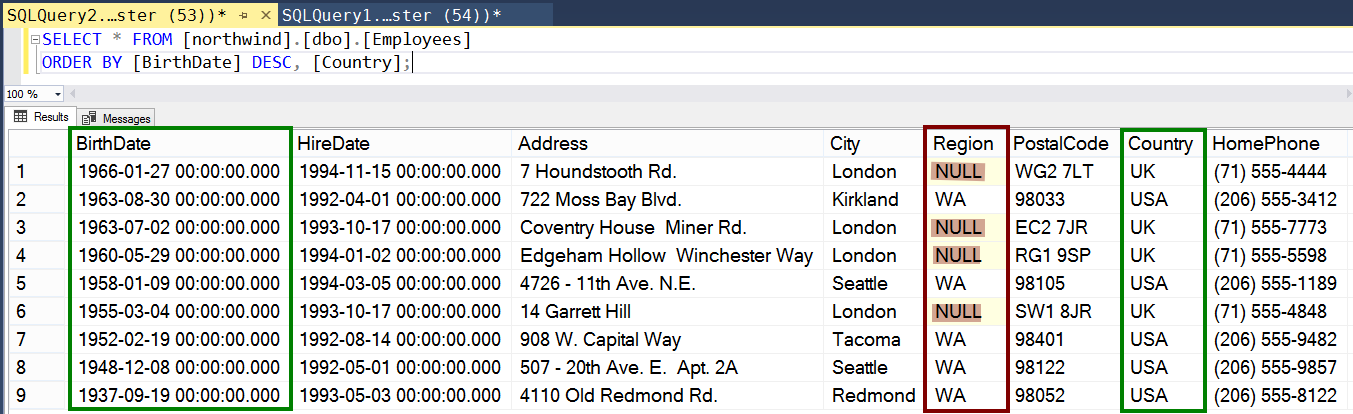 SQLQuery2.…ster (53))* SQLQuery1.…ster (54))*
SELECT * FROM [northwind].[dbo].[Employees]
ORDER BY [BirthDate] DESC, [Country];
100 %
Results Messages
BirthDate HireDate Address City Region PostalCode Country HomePhone
1 1966-01-27 00:00:00.000 1994-11-15 00:00:00.000 7 Houndstooth Rd. London NULL WG2 7LT UK (71) 555-4444
2 1963-08-30 00:00:00.000 1992-04-01 00:00:00.000 722 Moss Bay Blvd. Kirkland WA 98033 USA (206) 555-3412
3 1963-07-02 00:00:00.000 1993-10-17 00:00:00.000 Coventry House  Miner Rd. London NULL EC2 7JR UK (71) 555-7773
4 1960-05-29 00:00:00.000 1994-01-02 00:00:00.000 Edgeham Hollow  Winchester Way London NULL RG1 9SP UK (71) 555-5598
5 1958-01-09 00:00:00.000 1994-03-05 00:00:00.000 4726 - 11th Ave. N.E. Seattle WA 98105 USA (206) 555-1189
6 1955-03-04 00:00:00.000 1993-10-17 00:00:00.000 14 Garrett Hill London NULL SW1 8JR UK (71) 555-4848
7 1952-02-19 00:00:00.000 1992-08-14 00:00:00.000 908 W. Capital Way Tacoma WA 98401 USA (206) 555-9482
8 1948-12-08 00:00:00.000 1992-05-01 00:00:00.000 507 - 20th Ave. E.  Apt. 2A Seattle WA 98122 USA (206) 555-9857
9 1937-09-19 00:00:00.000 1993-05-03 00:00:00.000 4110 Old Redmond Rd. Redmond WA 98052 USA (206) 555-8122